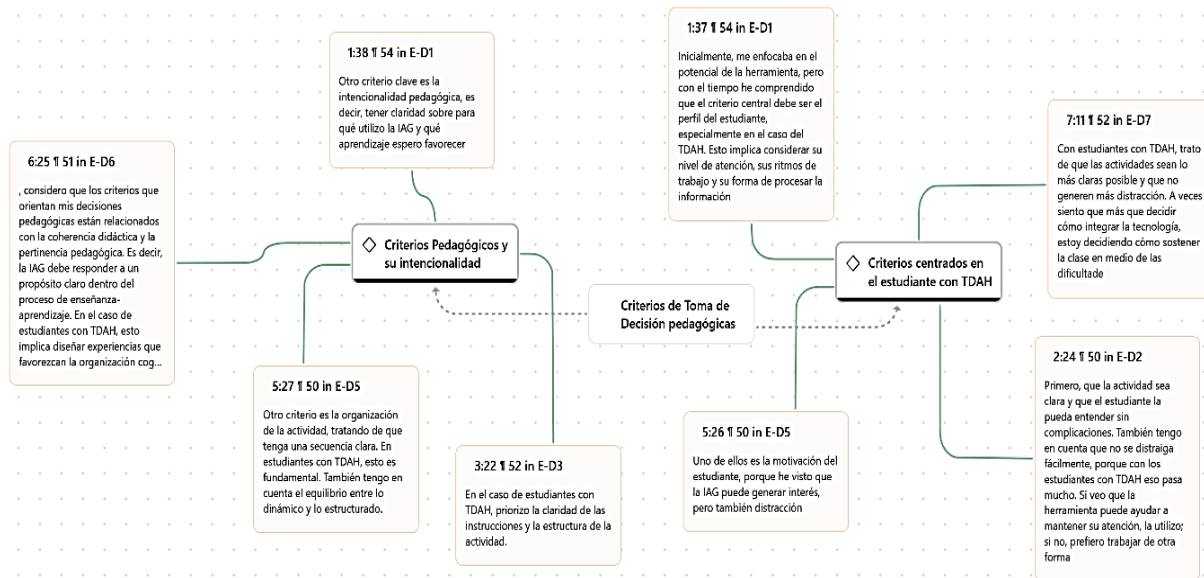 1:38 ¶ 54 in E-D1
Otro criterio clave es la
intencionalidad pedagógica, es
decir, tener claridad sobre para
qué utilizo la IAG y qué
aprendizaje espero favorecer
1:37 ¶ 54 in E-D1
Inicialmente, me enfocaba en el
potencial de la herramienta, pero
con el tiempo he comprendido
que el criterio central debe ser el
perfil del estudiante,
especialmente en el caso del
TDAH. Esto implica considerar su
nivel de atención, sus ritmos de
trabajo y su forma de procesar la
información
7:11 ¶ 52 in E-D7
Con estudiantes con TDAH, trato
de que las actividades sean lo
más claras posible y que no
generen más distracción. A veces
siento que más que decidir
cómo integrar la tecnología,
estoy decidiendo cómo sostener
la clase en medio de las
dificultade
6:25 ¶ 51 in E-D6
, considero que los criterios que
orientan mis decisiones
pedagógicas están relacionados
con la coherencia didáctica y la
pertinencia pedagógica. Es decir,
la IAG debe responder a un
propósito claro dentro del
proceso de enseñanza-
aprendizaje. En el caso de
estudiantes con TDAH, esto
implica diseñar experiencias que
favorezcan la organización cog...
Criterios Pedagógicos y
su intencionalidad
Criterios centrados en
el estudiante con TDAH
Criterios de Toma de
Decisión pedagógicas
5:27 ¶ 50 in E-D5
Otro criterio es la organización
de la actividad, tratando de que
tenga una secuencia clara. En
estudiantes con TDAH, esto es
fundamental. También tengo en
cuenta el equilibrio entre lo
dinámico y lo estructurado.
3:22 ¶ 52 in E-D3
En el caso de estudiantes con
TDAH, priorizo la claridad de las
instrucciones y la estructura de la
actividad.
5:26 ¶ 50 in E-D5
Uno de ellos es la motivación del
estudiante, porque he visto que
la IAG puede generar interés,
pero también distracción
2:24 ¶ 50 in E-D2
Primero, que la actividad sea
clara y que el estudiante la
pueda entender sin
complicaciones. También tengo
en cuenta que no se distraiga
fácilmente, porque con los
estudiantes con TDAH eso pasa
mucho. Si veo que la
herramienta puede ayudar a
mantener su atención, la utilizo;
si no, prefiero trabajar de otra
forma